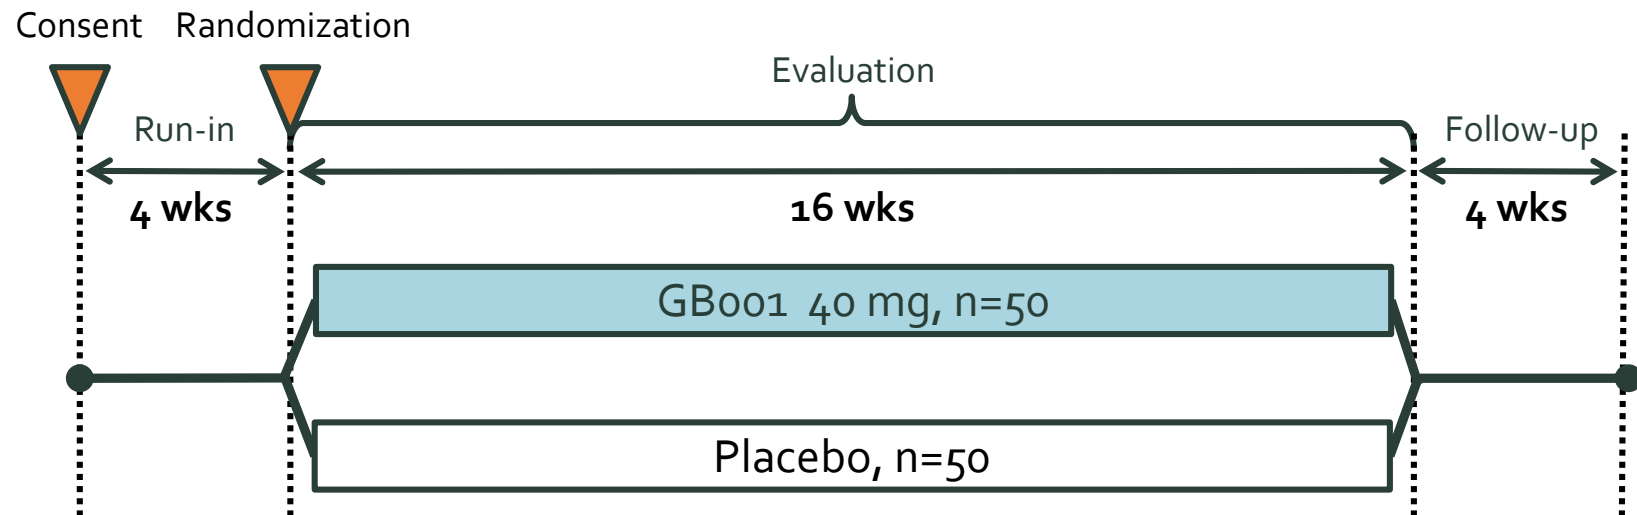 Consent Randomization
Evaluation
Run-in
Follow-up
4 wks
16 wks
4 wks
GB001 40 mg, n=50
Placebo, n=50